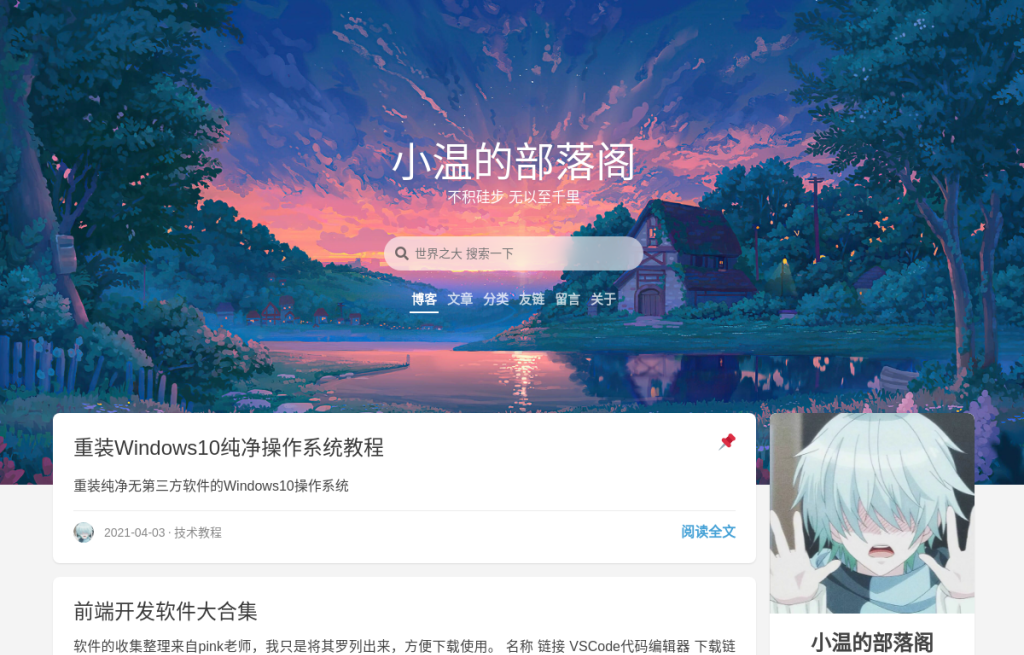 小温的部落阁
不积硅步 无以至千里
世界之大 搜索一下
博客 文章 分类 友链 留言 关于
重装Windows10纯净操作系统教程
重装纯净无第三方软件的Windows10操作系统
2021-04-03 · 技术教程
阅读全文
前端开发软件大合集
软件的收集整理来自pink老师，我只是将其罗列出来，方便下载使用。 名称 链接 VSCode代码编辑器 下载链
小温的部落阁